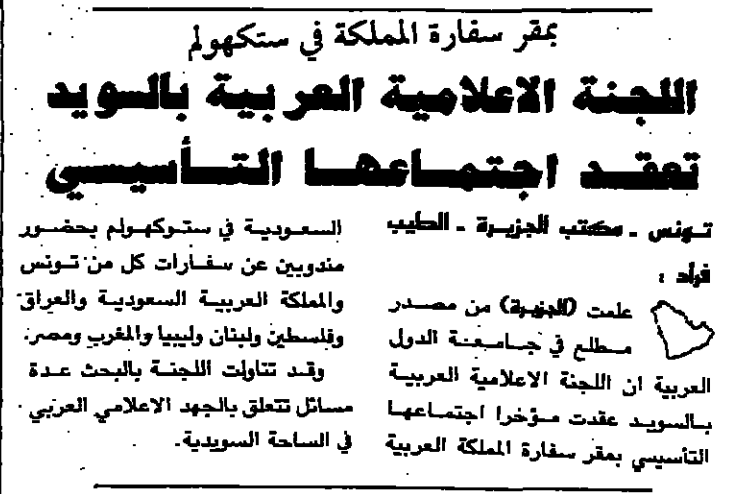 بمقر سفارة المملكة في ستكهولم
اللجنة الاعلامية العربية بالسويد
تعقد اجتماعها التأسيسي
تونس ـ مكتب الجزيرة ـ الطيب
فراد :
علمت (الجزيرة) من مصدر
مطلع في جامعة الدول
العربية ان اللجنة الاعلامية العربية
بالسويد عقدت مؤخرا اجتماعها
التأسيسي بمقر سفارة المملكة العربية
السعودية في ستوكهولم بحضور
مندوبين عن سفارات كل من تونس
والمملكة العربية السعودية والعراق
وفلسطين ولبنان وليبيا والمغرب ومصر.
وقد تناولت اللجنة بالبحث عدة
مسائل تتعلق بالجهد الاعلامي العربي
في الساحة السويدية.